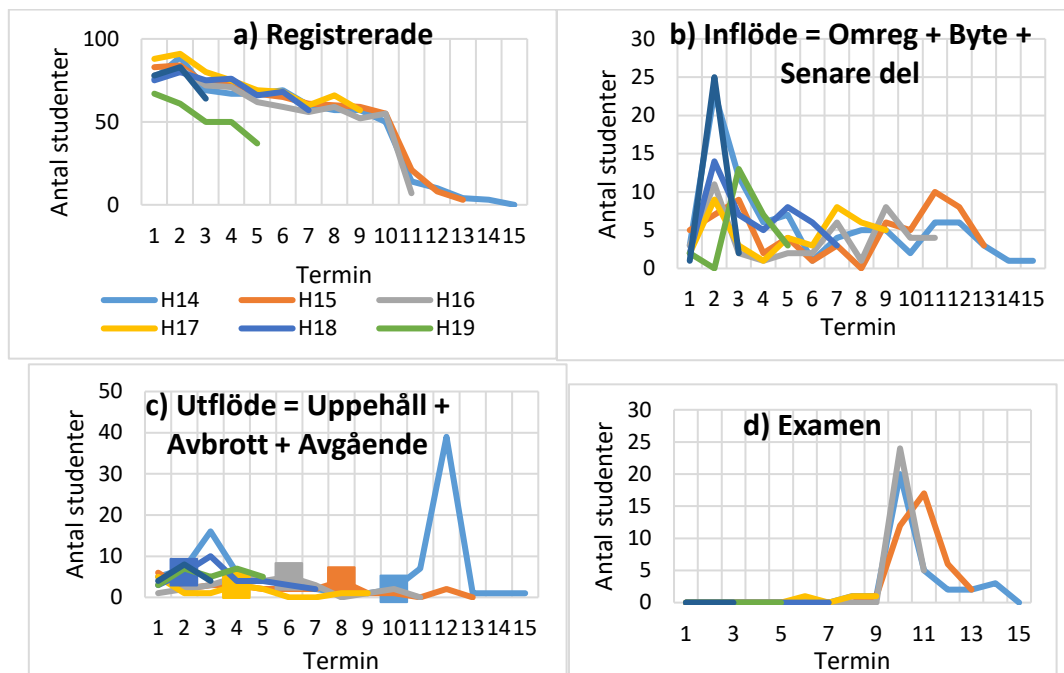 a) Registrerade
Antal studenter
100
50
0
1 2 3 4 5 6 7 8 9 10 11 12 13 14 15
Termin
H14 H15 H16
H17 H18 H19
b) Inflöde = Omreg + Byte +
Senare del
Antal studenter
30
25
20
15
10
5
0
1 2 3 4 5 6 7 8 9 10 11 12 13 14 15
Termin
c) Utflöde = Uppehåll +
Avbrott + Avgående
Antal studenter
50
40
30
20
10
0
1 2 3 4 5 6 7 8 9 10 11 12 13 14 15
Termin
d) Examen
Antal studenter
30
25
20
15
10
5
0
1 3 5 7 9 11 13 15
Termin